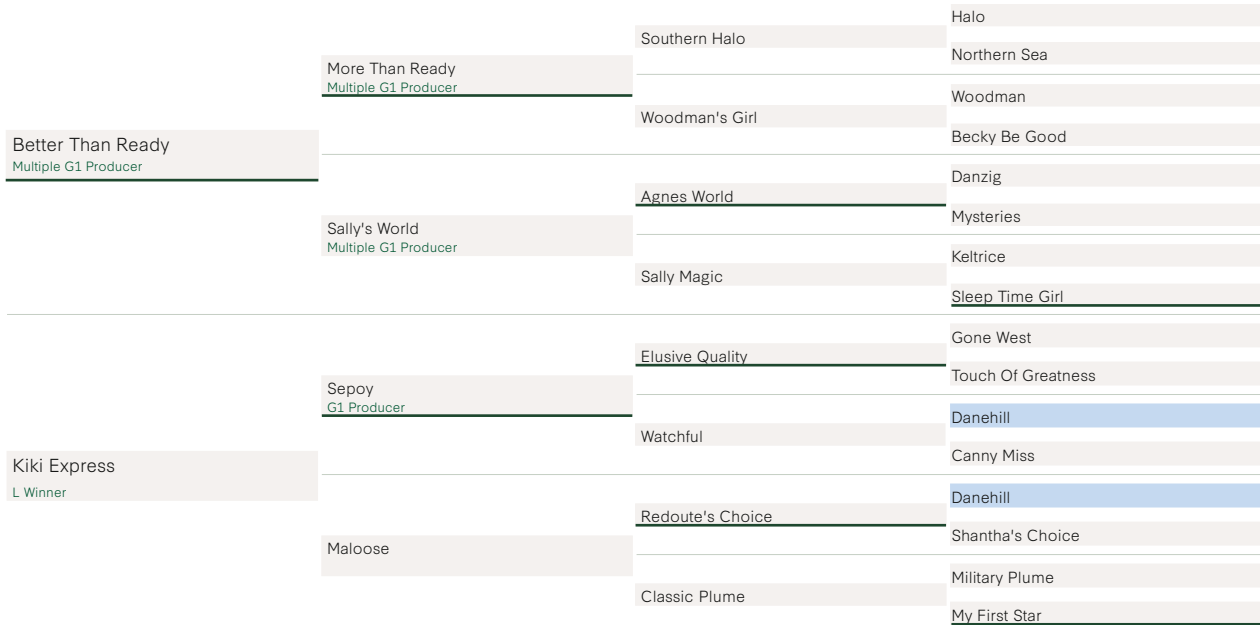 Better Than Ready
Multiple G1 Producer
Kiki Express
L Winner
More Than Ready
Multiple G1 Producer
Sally's World
Multiple G1 Producer
Sepoy
G1 Producer
Maloose
Southern Halo
Woodman's Girl
Agnes World
Sally Magic
Elusive Quality
Watchful
Redoute's Choice
Classic Plume
Halo
Northern Sea
Woodman
Becky Be Good
Danzig
Mysteries
Keltrice
Sleep Time Girl
Gone West
Touch Of Greatness
Danehill
Canny Miss
Danehill
Shantha's Choice
Military Plume
My First Star